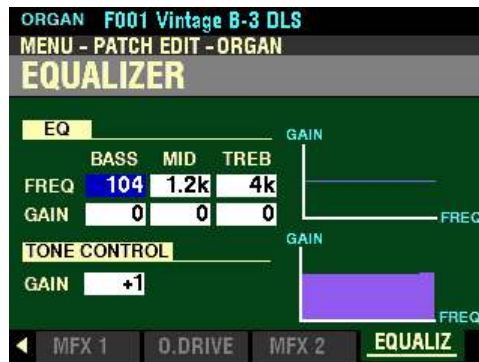 ORGAN F001 Vintage B-3 DLS
MENU - PATCH EDIT - ORGAN
EQUALIZER
EQ
GAIN
BASS MID TREB
FREQ 104 1.2k 4k
GAIN 0 0 0
FREQ
TONE CONTROL
GAIN
GAIN +1
FREQ
MFX 1 O.DRIVE MFX 2 EQUALIZ